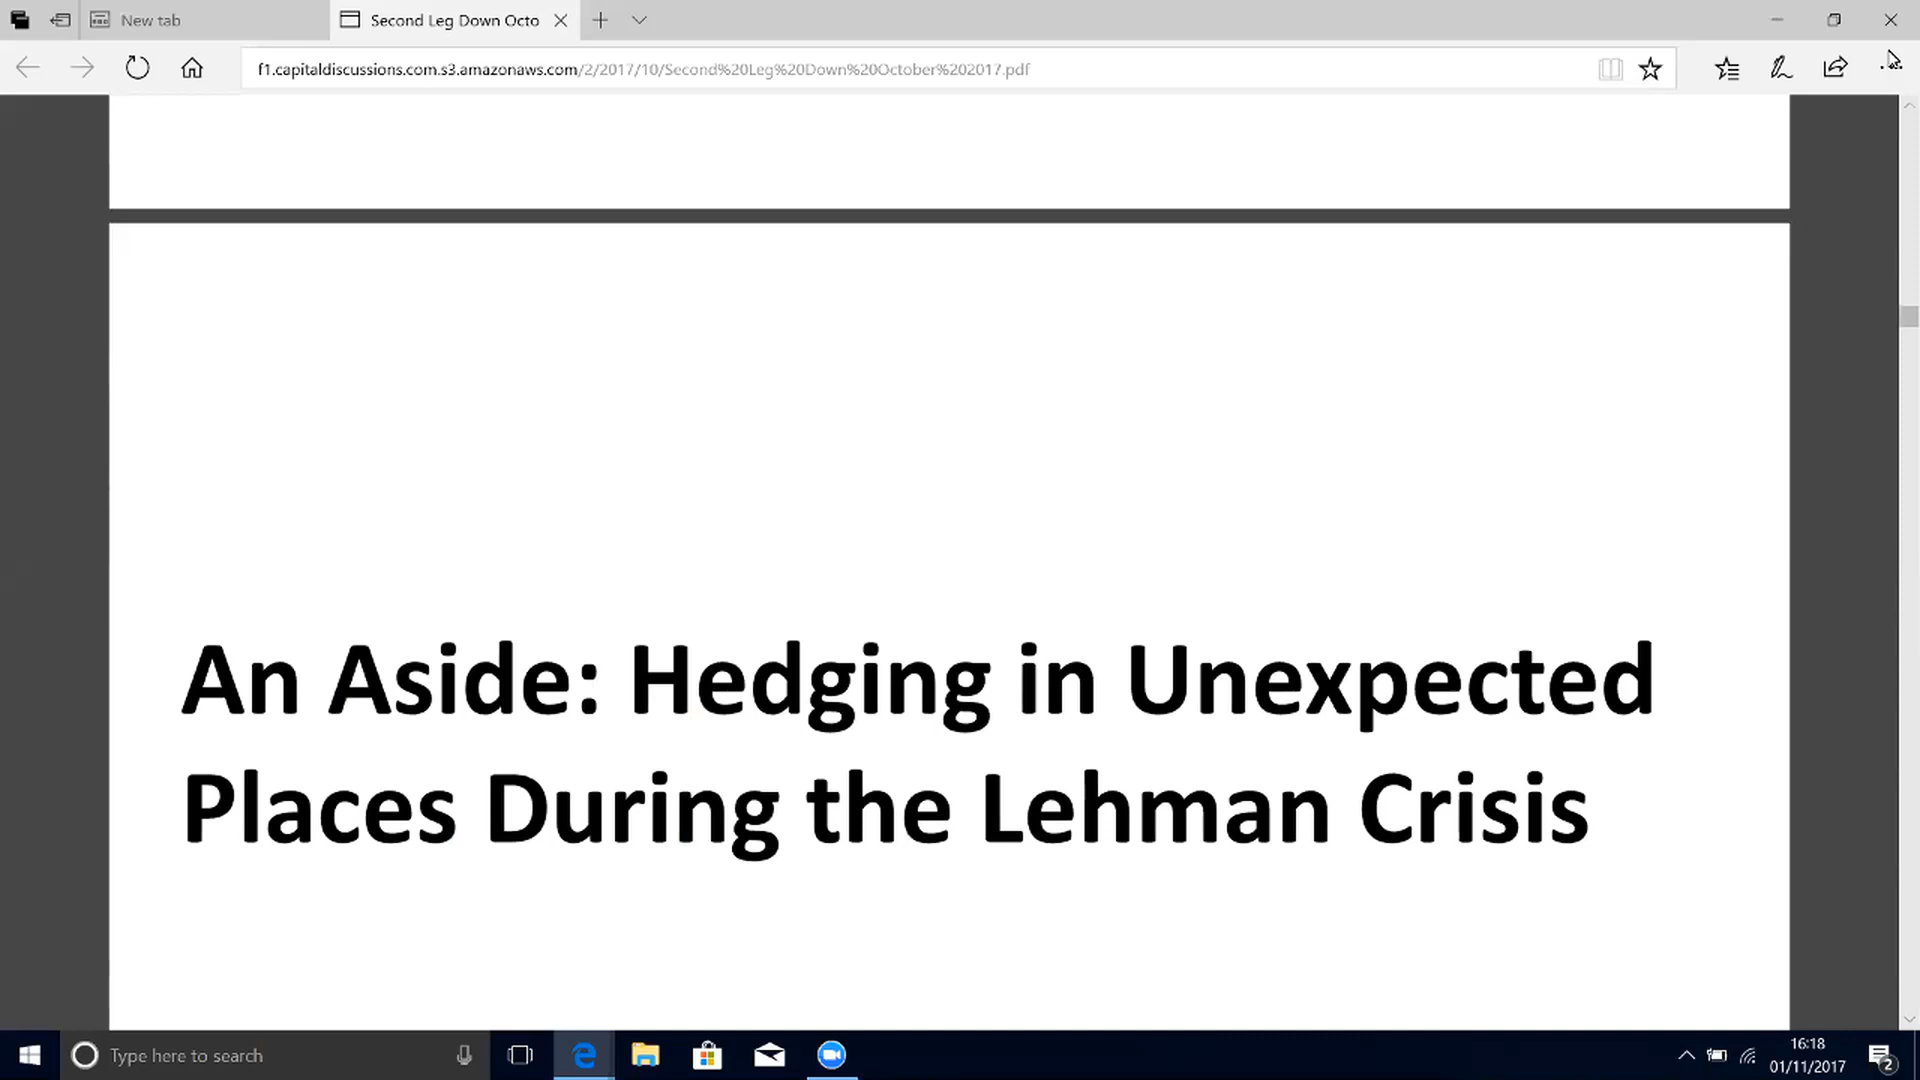 New tab
Second Leg Down Octo
f1.capitaldiscussions.com.s3.amazonaws.com/2/2017/10/Second%20Leg%20Down%20October%202017.pdf
An Aside: Hedging in Unexpected
Places During the Lehman Crisis
Type here to search
16:18
01/11/2017
2